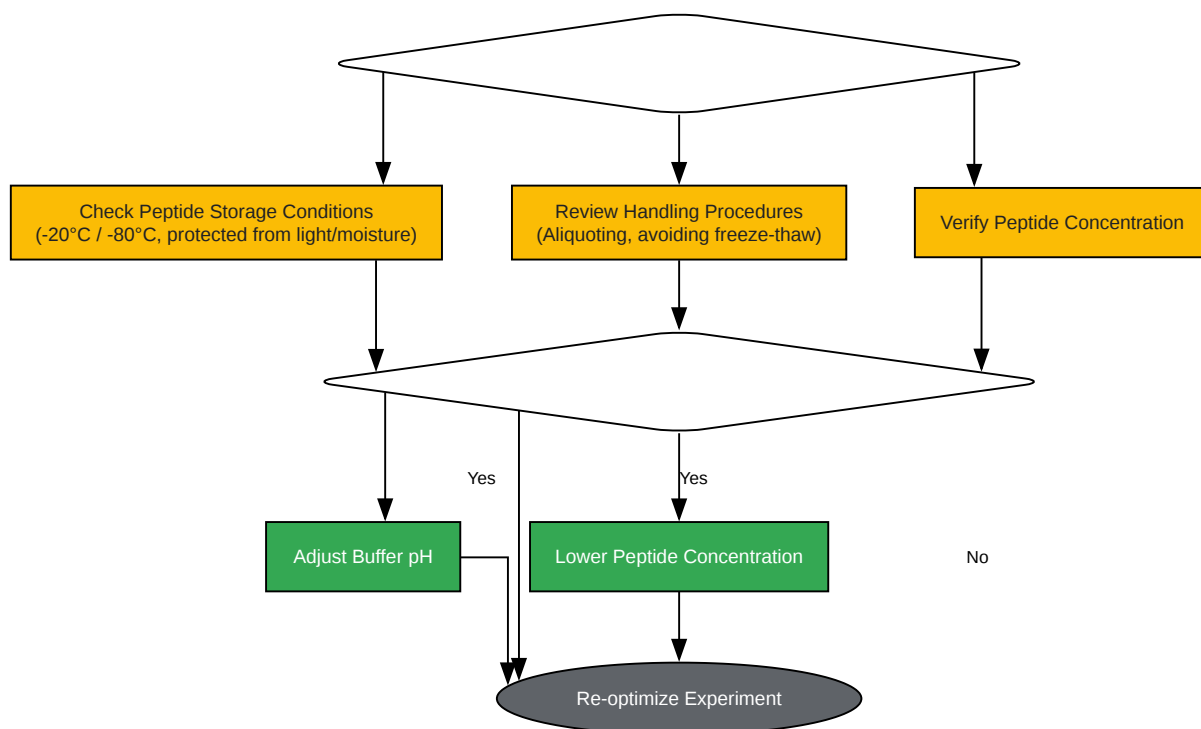 Check Peptide Storage Conditions
(-20°C / -80°C, protected from light/moisture)
Review Handling Procedures
(Aliquoting, avoiding freeze-thaw)
Verify Peptide Concentration
Yes
Yes
Adjust Buffer pH
Lower Peptide Concentration
No
Re-optimize Experiment